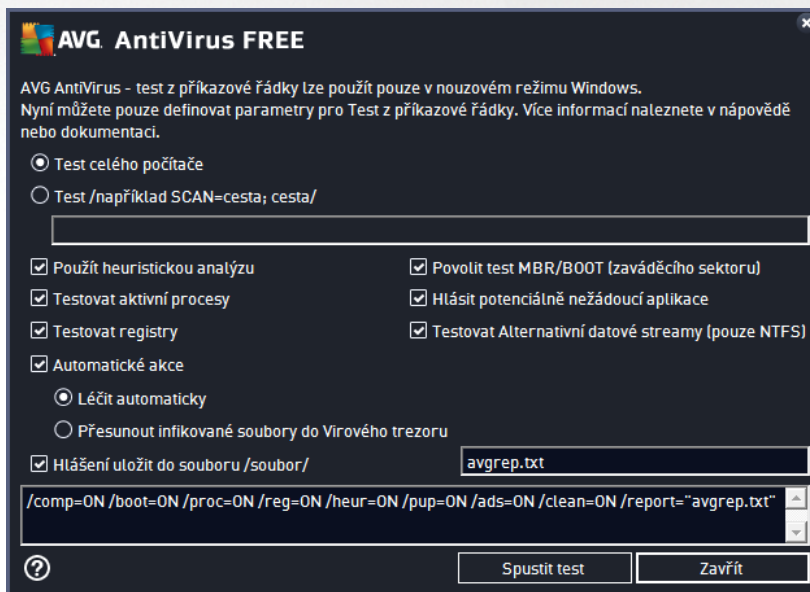 AVG. AntiVirus FREE
AVG AntiVirus - test z příkazové řádky lze použít pouze v nouzovém režimu Windows.
Nyní můžete pouze definovat parametry pro Test z příkazové řádky. Více informací naleznete v nápovědě
nebo dokumentaci.
Test celého počítače
Test /například SCAN=cesta; cesta/
Použít heuristickou analýzu
Povolit test MBR/BOOT (zaváděcího sektoru)
Testovat aktivní procesy
Hlásit potenciálně nežádoucí aplikace
Testovat registry
Testovat Alternativní datové streamy (pouze NTFS)
Automatické akce
Léčit automaticky
Přesunout infikované soubory do Virového trezoru
Hlášení uložit do souboru /soubor/
avgrep.txt
/comp=ON /boot=ON /proc=ON /reg=ON /heur=ON /pup=ON /ads=ON /clean=ON /report="avgrep.txt"
Spustit test
Zavřít